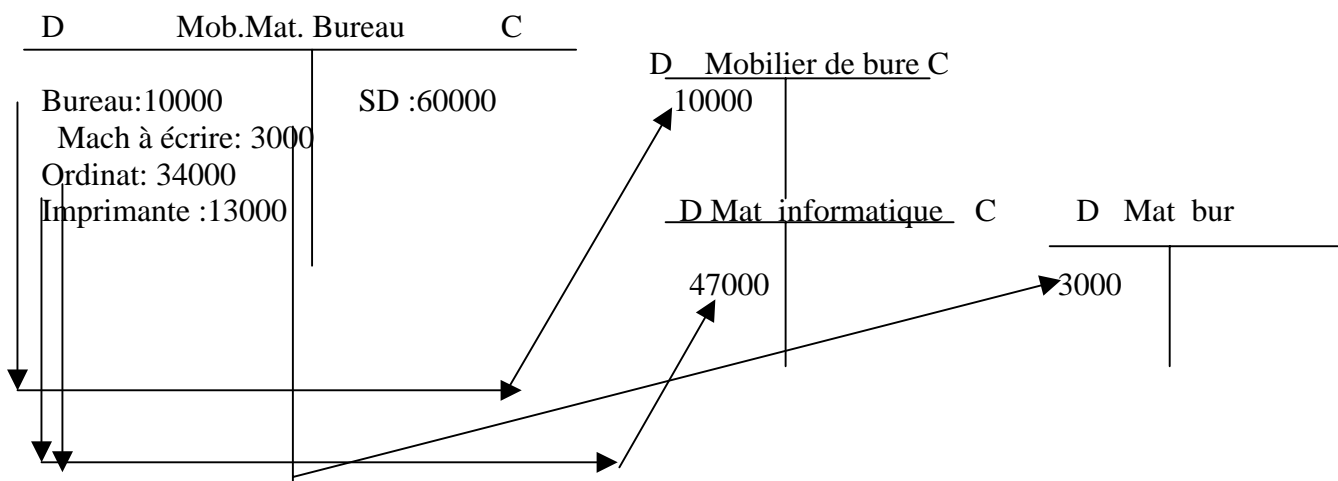 D Mob.Mat. Bureau C
D Mobilier de bure C
Bureau:10000 SD :60000 10000
Mach à écrire: 3000
Ordinat: 34000
Imprimante :13000 D Mat informatique C D Mat bur
47000 3000